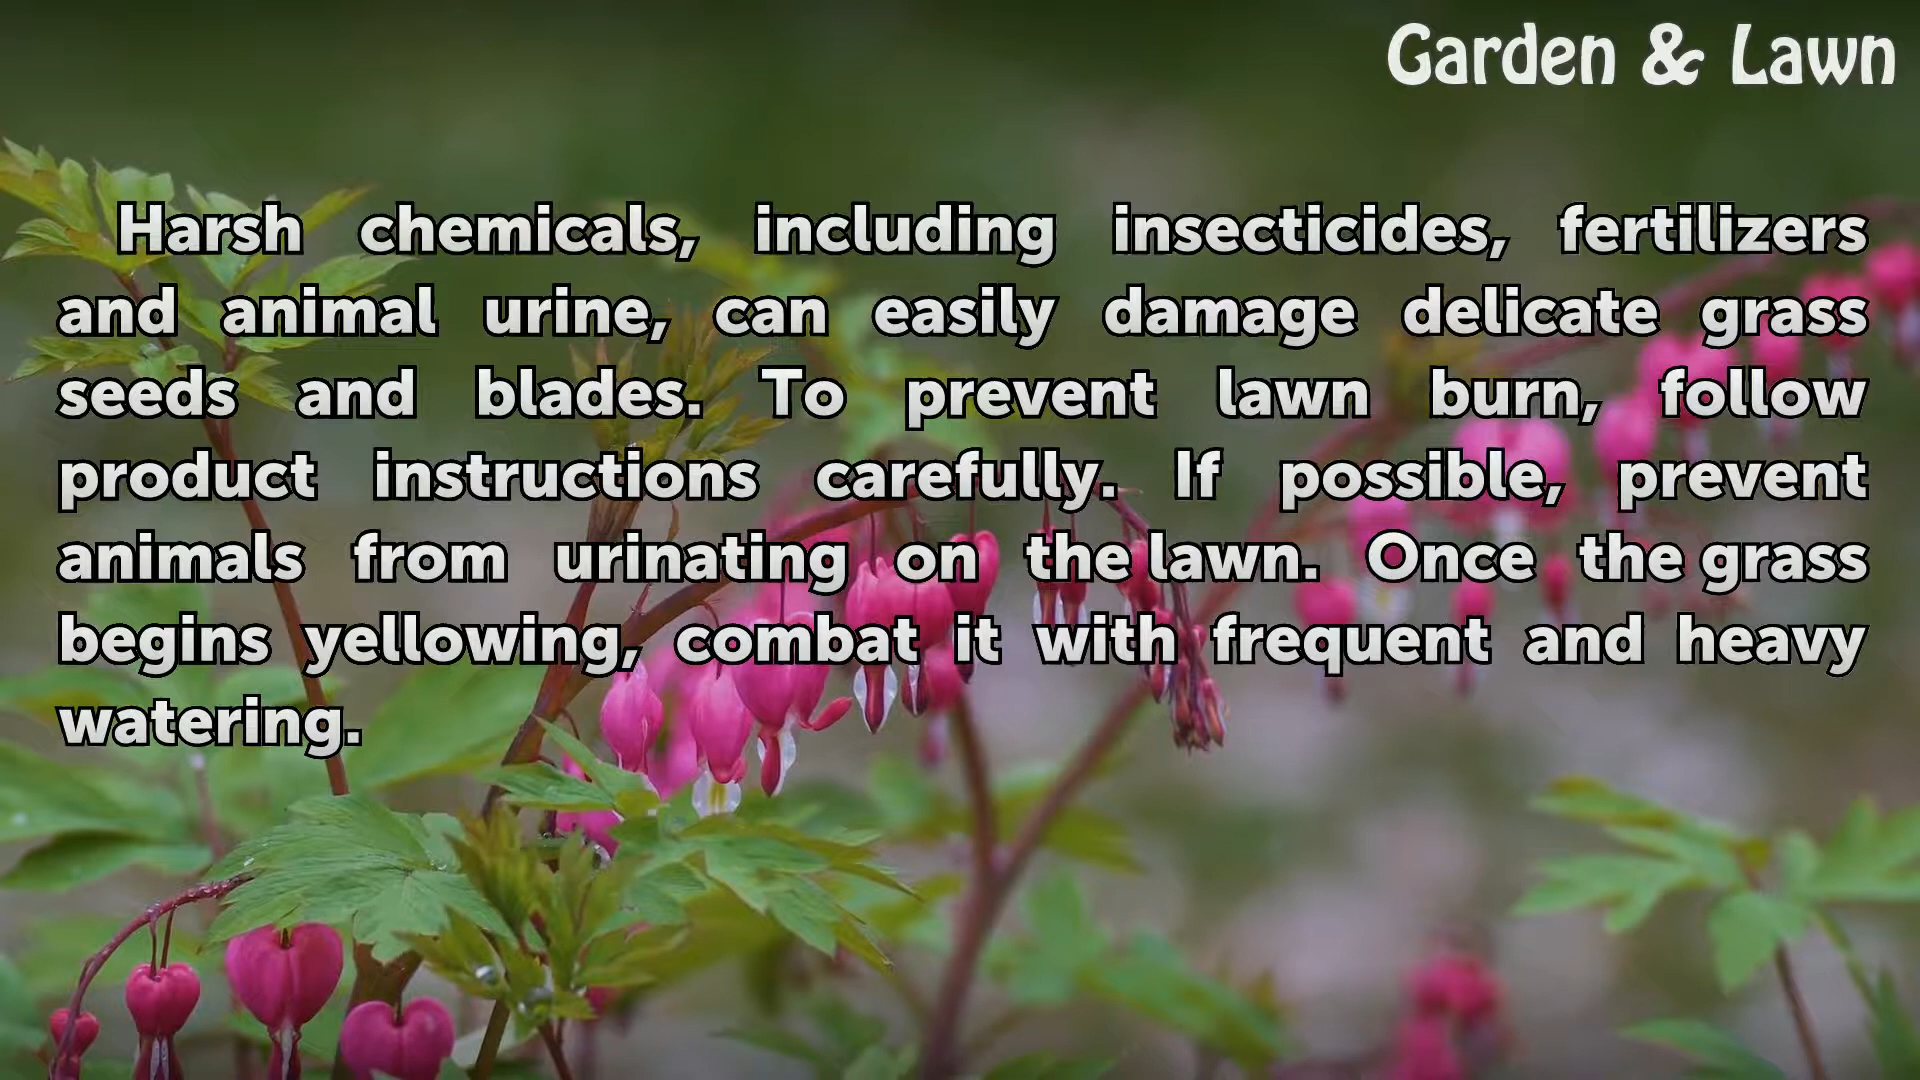 Garden & Lawn
Harsh chemicals, including insecticides, fertilizers
and animal urine, can easily damage delicate grass
seeds and blades. To prevent lawn burn, follow
product instructions carefully. If possible, prevent
animals from urinating on the lawn. Once the grass
begins yellowing, combat it with frequent and heavy
watering.